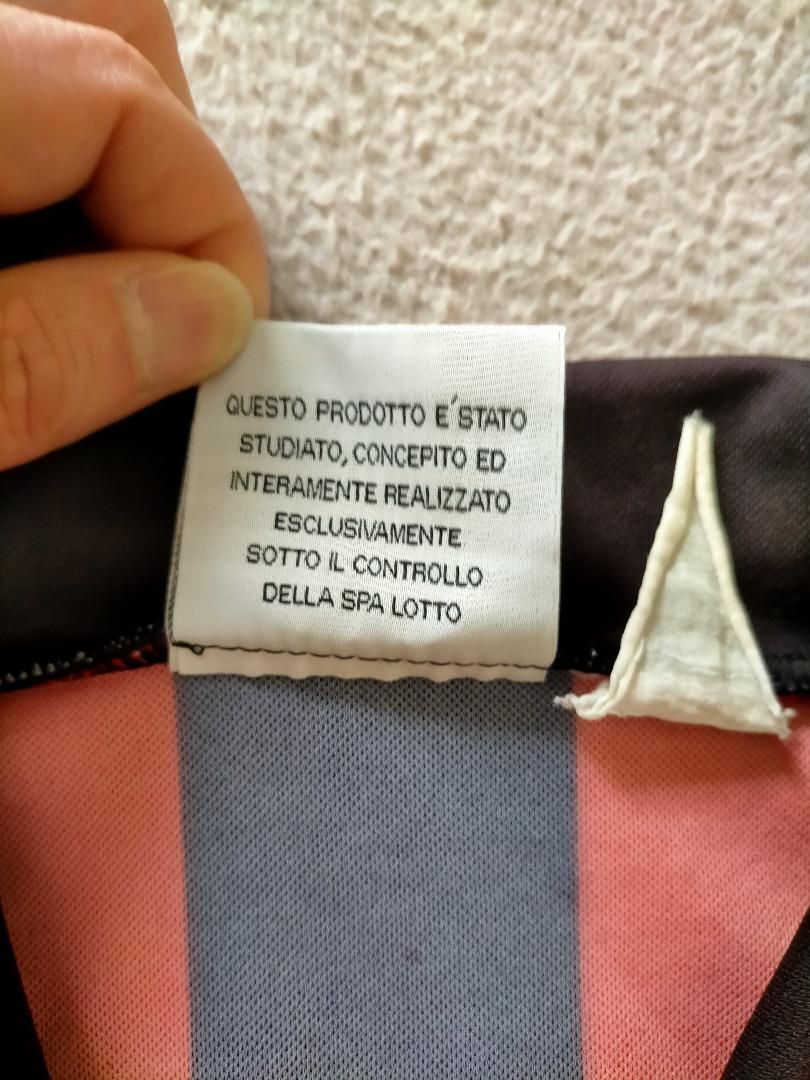 QUESTO PRODOTTO E´STATO
STUDIATO, CONCEPITO ED
INTERAMENTE REALIZZATO
ESCLUSIVAMENTE
SOTTO IL CONTROLLO
DELLA SPA LOTTO